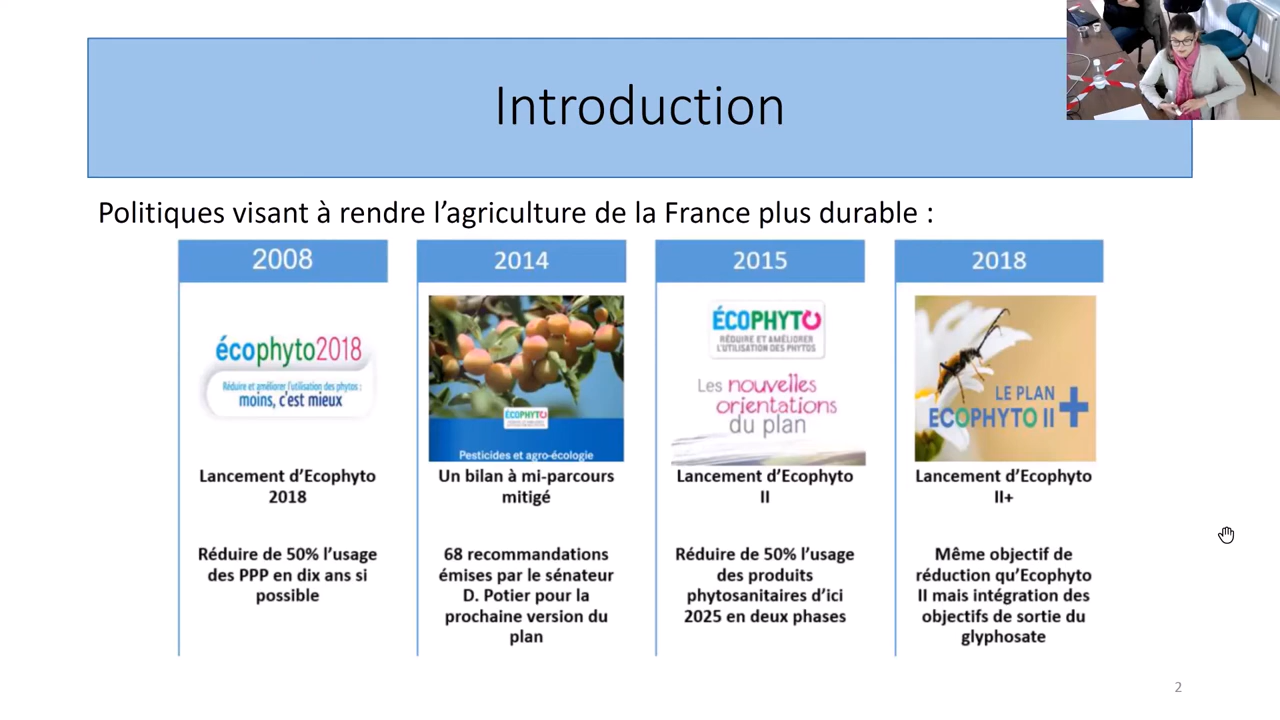 Introduction
Politiques visant à rendre l’agriculture de la France plus durable :
2008
écophyto2018
Réduire et améliorer l'utilisation des phytos :
moins, c'est mieux
Lancement d’Ecophyto
2018
Réduire de 50% l’usage
des PPP en dix ans si
possible
2014
ÉCOPHYTO
Pesticides et agro-écologie
Un bilan à mi-parcours
mitigé
68 recommandations
émises par le sénateur
D. Potier pour la
prochaine version du
plan
2015
ÉCOPHYTO
RÉDUIRE ET AMÉLIORER
L'UTILISATION DES PHYTOS
Les nouvelles
orientations
du plan
Lancement d’Ecophyto
II
Réduire de 50% l’usage
des produits
phytosanitaires d’ici
2025 en deux phases
2018
LE PLAN
ECOPHYTO II +
Lancement d’Ecophyto
II+
Même objectif de
réduction qu’Ecophyto
II mais intégration des
objectifs de sortie du
glyphosate
2